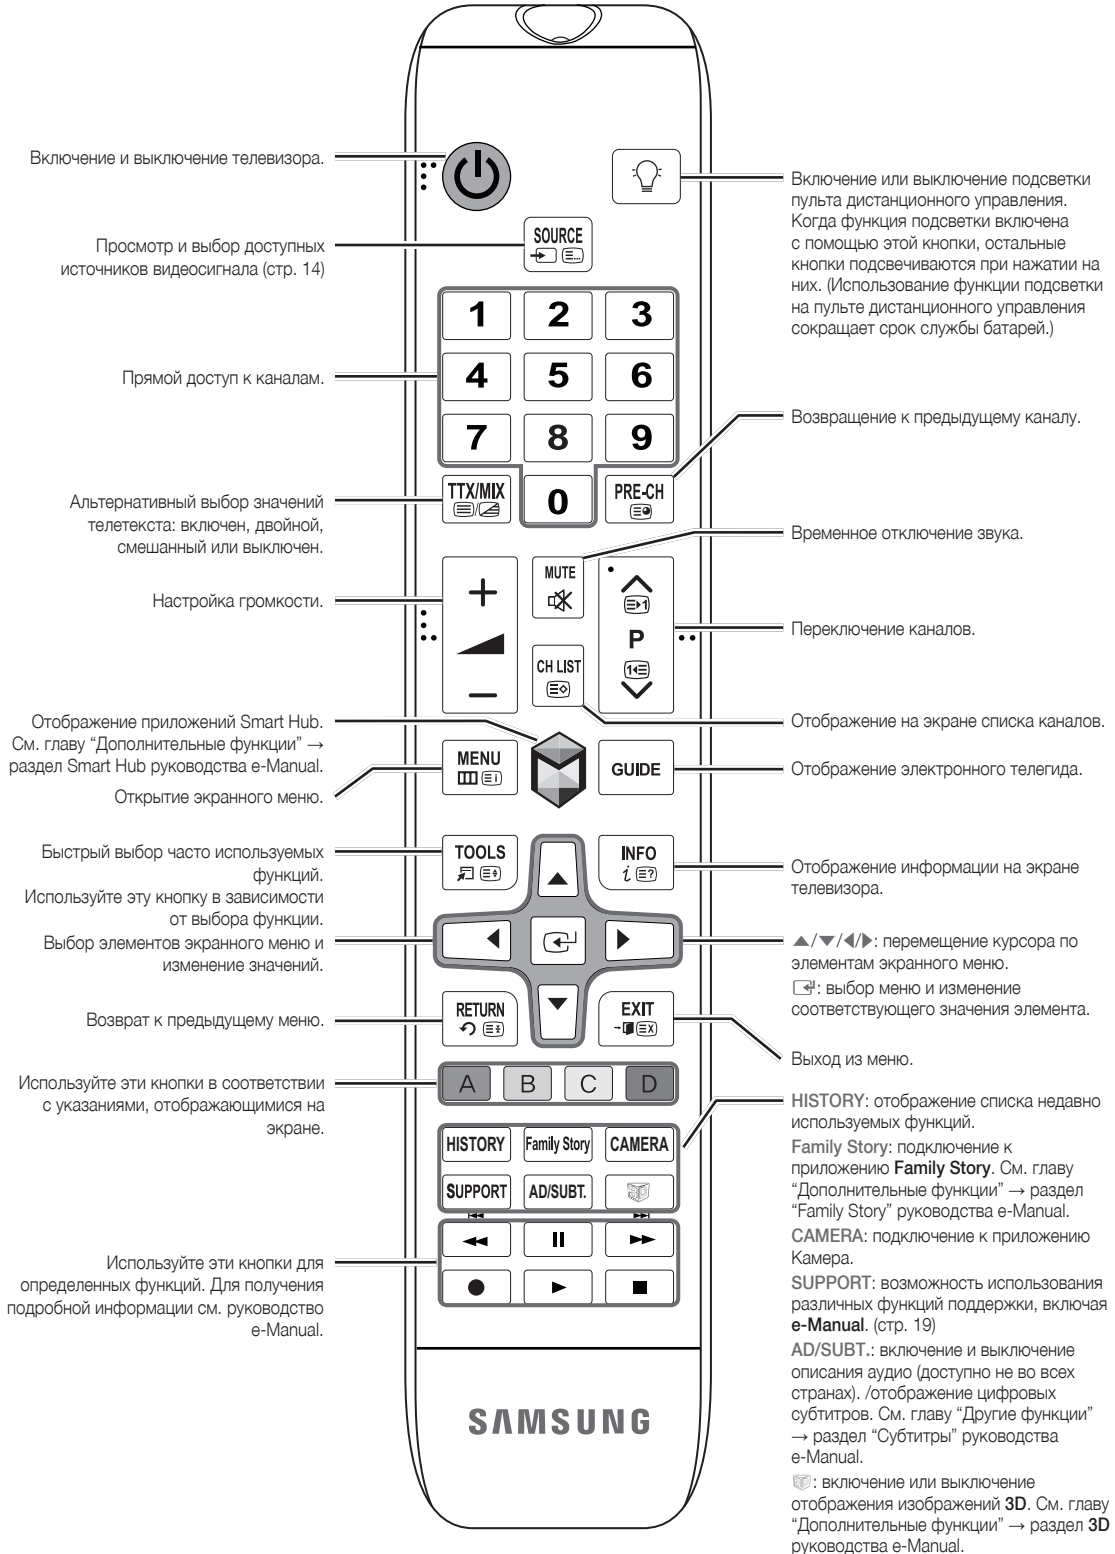 Включение и выключение телевизора.
Просмотр и выбор доступных
источников видеосигнала (стр. 14)
Прямой доступ к каналам.
Альтернативный выбор значений
телетекста: включен, двойной,
смешанный или выключен.
Настройка громкости.
Отображение приложений Smart Hub.
См. главу “Дополнительные функции” →
раздел Smart Hub руководства e-Manual.
Открытие экранного меню.
Быстрый выбор часто используемых
функций.
Используйте эту кнопку в зависимости
от выбора функции.
Выбор элементов экранного меню и
изменение значений.
Возврат к предыдущему меню.
Используйте эти кнопки в соответствии
с указаниями, отображающимися на
экране.
Используйте эти кнопки для
определенных функций. Для получения
подробной информации см. руководство
e-Manual.
SOURCE
1 2 3
4 5 6
7 8 9
TTX/MIX 0 PRE-CH
MUTE
P
CH LIST
MENU GUIDE
TOOLS INFO
RETURN EXIT
A B C D
HISTORY Family Story CAMERA
SUPPORT AD/SUBT.
SAMSUNG
Включение или выключение подсветки
пульта дистанционного управления.
Когда функция подсветки включена
с помощью этой кнопки, остальные
кнопки подсвечиваются при нажатии на
них. (Использование функции подсветки
на пульте дистанционного управления
сокращает срок службы батарей.)
Возвращение к предыдущему каналу.
Временное отключение звука.
Переключение каналов.
Отображение на экране списка каналов.
Отображение электронного телегида.
Отображение информации на экране
телевизора.
▲/▼/◀/▶: перемещение курсора по
элементам экранного меню.
: выбор меню и изменение
соответствующего значения элемента.
Выход из меню.
HISTORY: отображение списка недавно
используемых функций.
Family Story: подключение к
приложению Family Story. См. главу
“Дополнительные функции” → раздел
“Family Story” руководства e-Manual.
CAMERA: подключение к приложению
Камера.
SUPPORT: возможность использования
различных функций поддержки, включая
e-Manual. (стр. 19)
AD/SUBT.: включение и выключение
описания аудио (доступно не во всех
странах). /отображение цифровых
субтитров. См. главу “Другие функции”
→ раздел “Субтитры” руководства
e-Manual.
: включение или выключение
отображения изображений 3D. См. главу
“Дополнительные функции” → раздел 3D
руководства e-Manual.